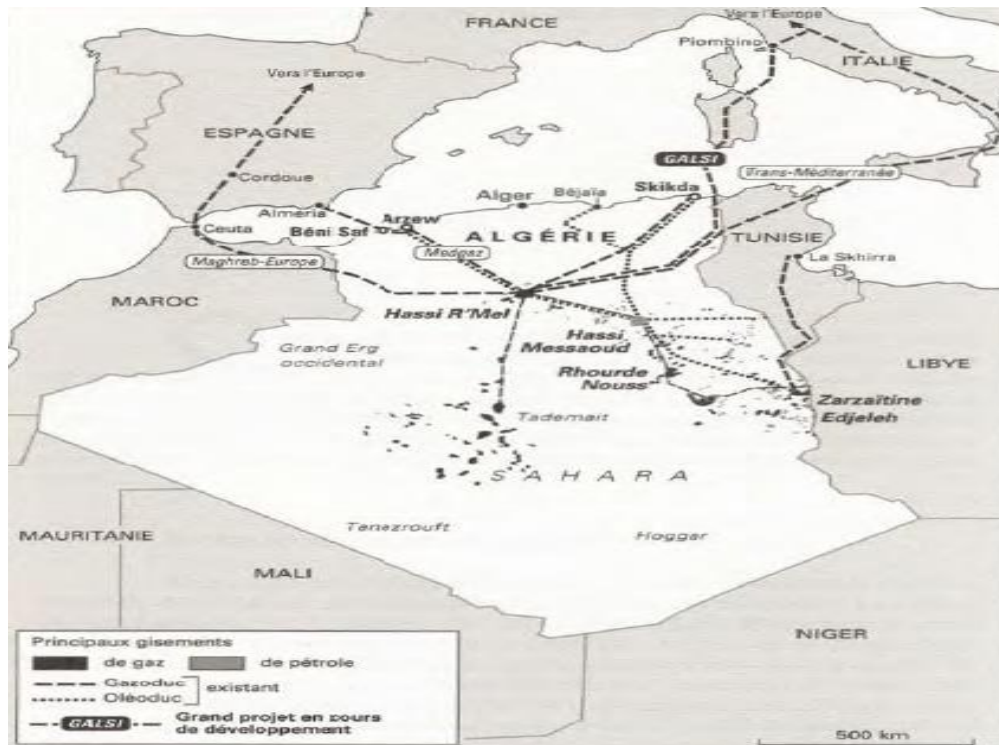 FRANCE
Vers l'Europe
Piombino
ITALIE
Vers l'Europe
ESPAGNE
GALSI
Cordoue
Trans-Méditerranée
Skikda
Alger
Béjaïa
Almeria
Arzew
Ceuta
Béni Saf
ALGÉRIE
TUNISIE
Medgaz
La Skhirra
Maghreb-Europe
MAROC
Hassi R'Mel
Hassi
Messaoud
Grand Erg
occidental
LIBYE
Rhourde
Nouss
Zarzaïtine
Edjeleh
Tademait
SAHARA
Tenezrouft
Hoggar
MAURITANIE
MALI
NIGER
Principaux gisements
de gaz de pétrole
Gazoduc
existant
Oléoduc
GALSI Grand projet en cours
de développement
500 km